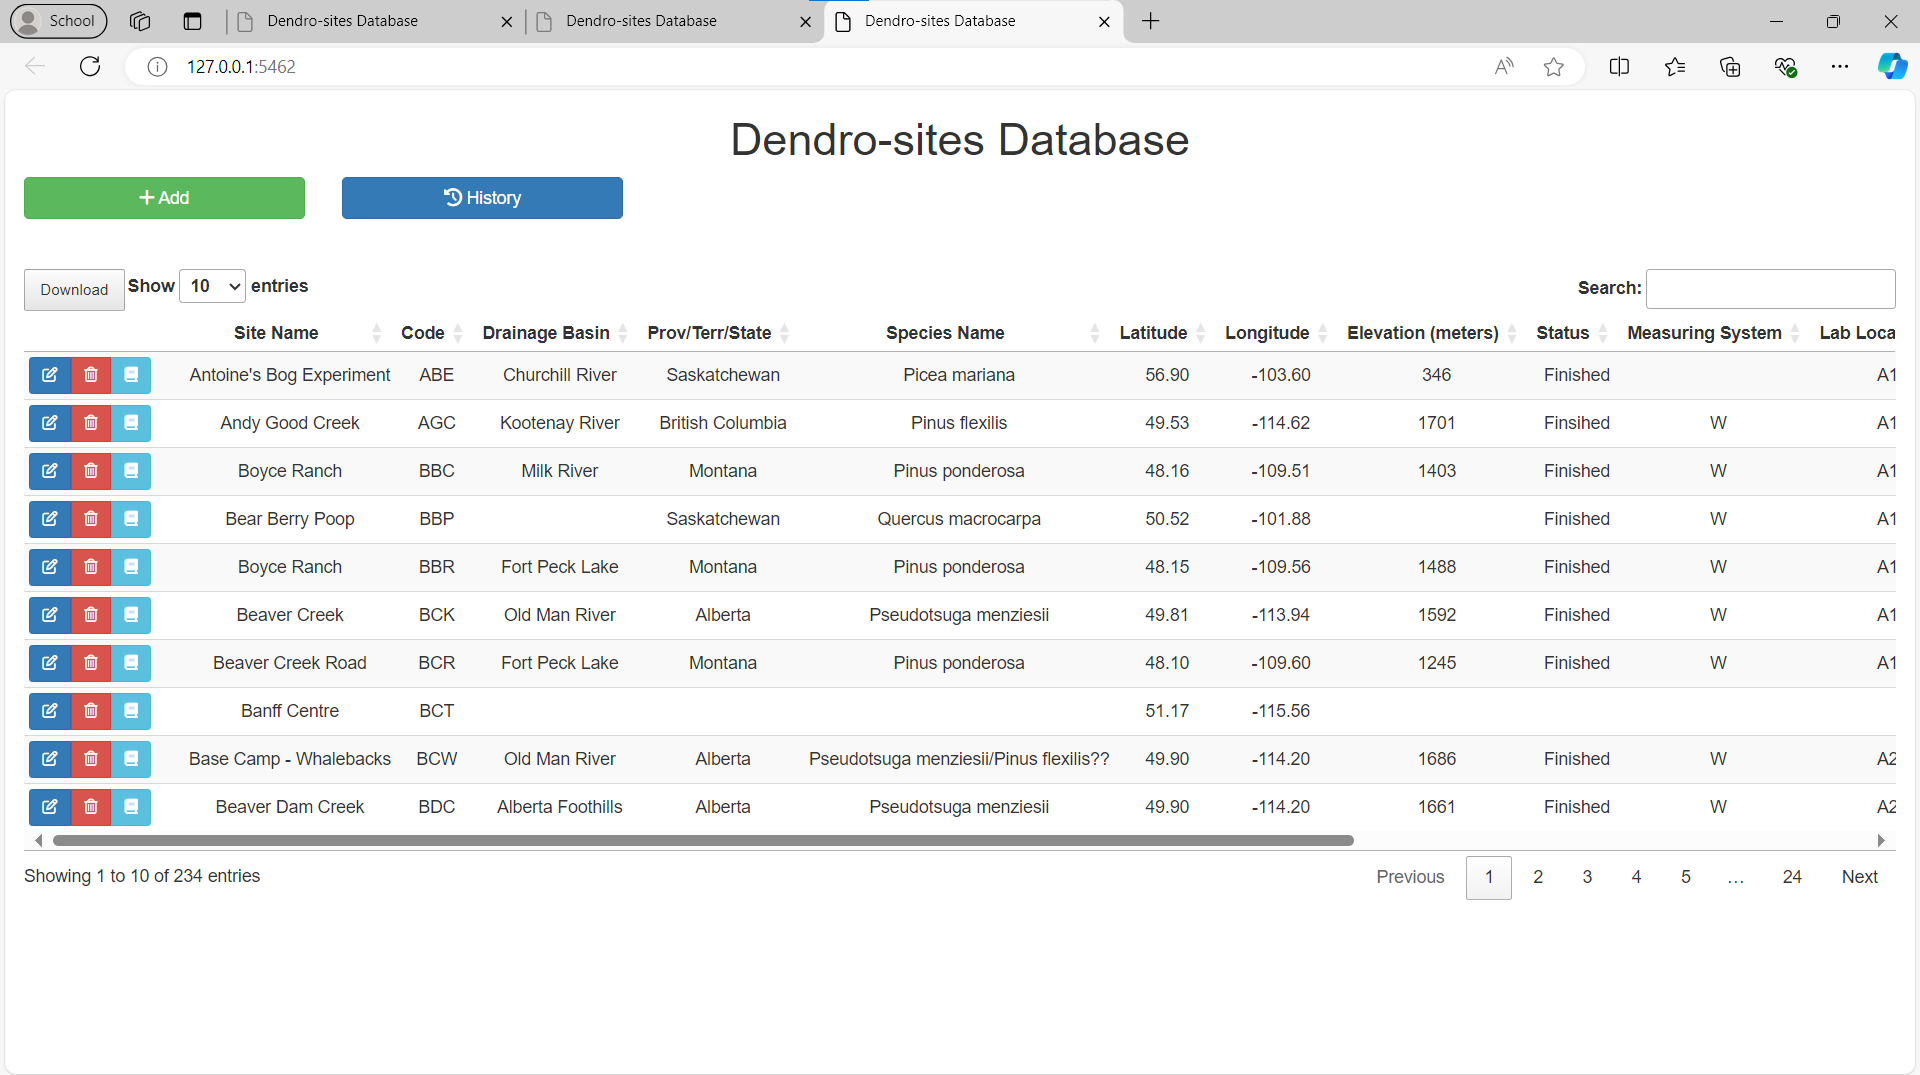 School Dendro-sites Database Dendro-sites Database Dendro-sites Database
127.0.0.1:5462
Dendro-sites Database
Add History
Download Show 10 entries Search:
Site Name Code Drainage Basin Prov/Terr/State Species Name Latitude Longitude Elevation (meters) Status Measuring System Lab Loca
Antoine's Bog Experiment ABE Churchill River Saskatchewan Picea mariana 56.90 -103.60 346 Finished A1
Andy Good Creek AGC Kootenay River British Columbia Pinus flexilis 49.53 -114.62 1701 Finsihed W A1
Boyce Ranch BBC Milk River Montana Pinus ponderosa 48.16 -109.51 1403 Finished W A1
Bear Berry Poop BBP Saskatchewan Quercus macrocarpa 50.52 -101.88 Finished W A1
Boyce Ranch BBR Fort Peck Lake Montana Pinus ponderosa 48.15 -109.56 1488 Finished W A1
Beaver Creek BCK Old Man River Alberta Pseudotsuga menziesii 49.81 -113.94 1592 Finished W A1
Beaver Creek Road BCR Fort Peck Lake Montana Pinus ponderosa 48.10 -109.60 1245 Finished W A1
Banff Centre BCT 51.17 -115.56
Base Camp - Whalebacks BCW Old Man River Alberta Pseudotsuga menziesii/Pinus flexilis?? 49.90 -114.20 1686 Finished W A2
Beaver Dam Creek BDC Alberta Foothills Alberta Pseudotsuga menziesii 49.90 -114.20 1661 Finished W A2
Showing 1 to 10 of 234 entries Previous 1 2 3 4 5 … 24 Next